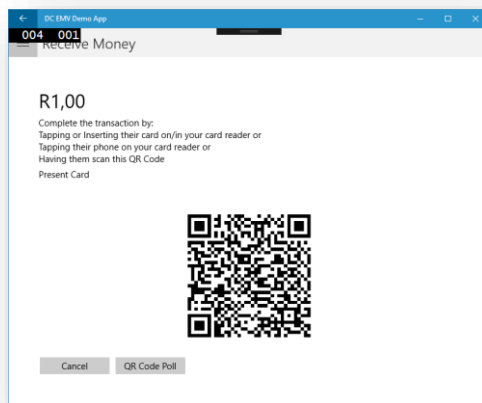 DC EMV Demo App
004 001
Receive Money
R1,00
Complete the transaction by:
Tapping or Inserting their card on/in your card reader or
Tapping their phone on your card reader or
Having them scan this QR Code
Present Card
Cancel
QR Code Poll